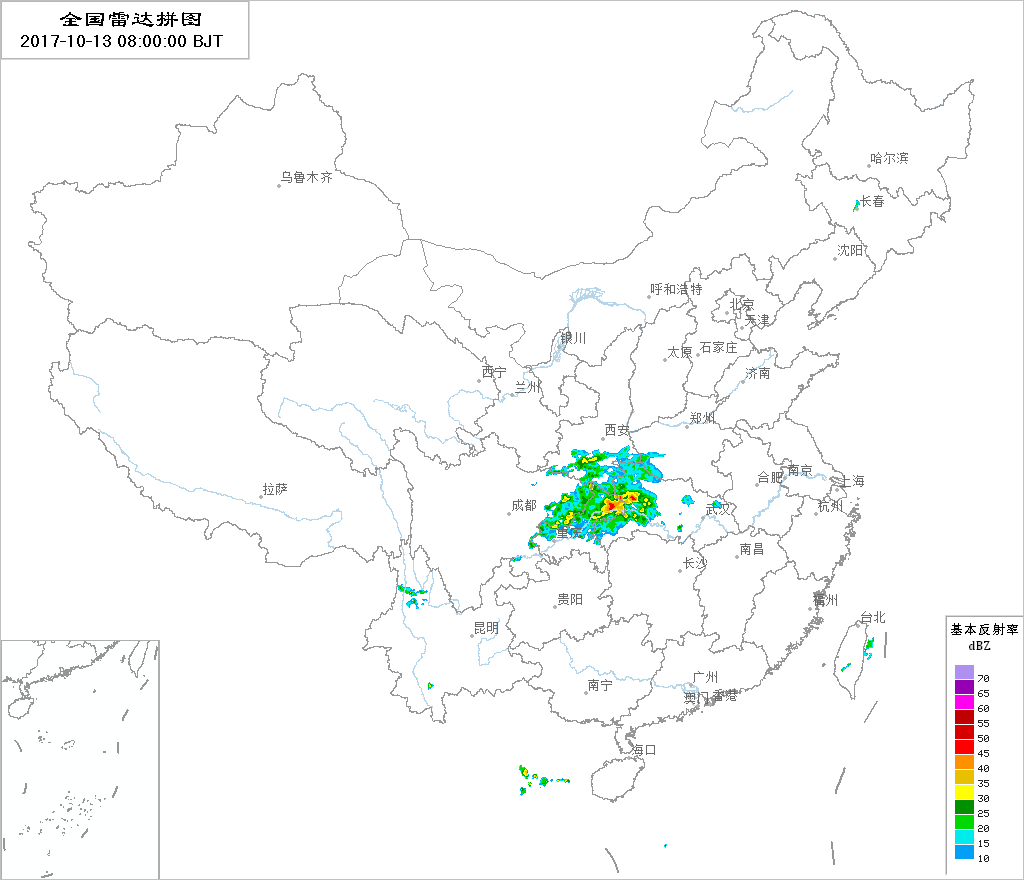 全国雷达拼图
2017-10-13 08:00:00 BJT
哈尔滨
乌鲁木齐
长春
沈阳
呼和浩特
北京
天津
银川
石家庄
太原
西宁
济南
兰州
郑州
西安
南京
合肥
上海
拉萨
成都
杭州
武汉
重庆
南昌
长沙
贵阳
福州
台北
昆明
基本反射率
dBZ
广州
南宁
澳门
香港
海口
70
65
60
55
50
45
40
35
30
25
20
15
10